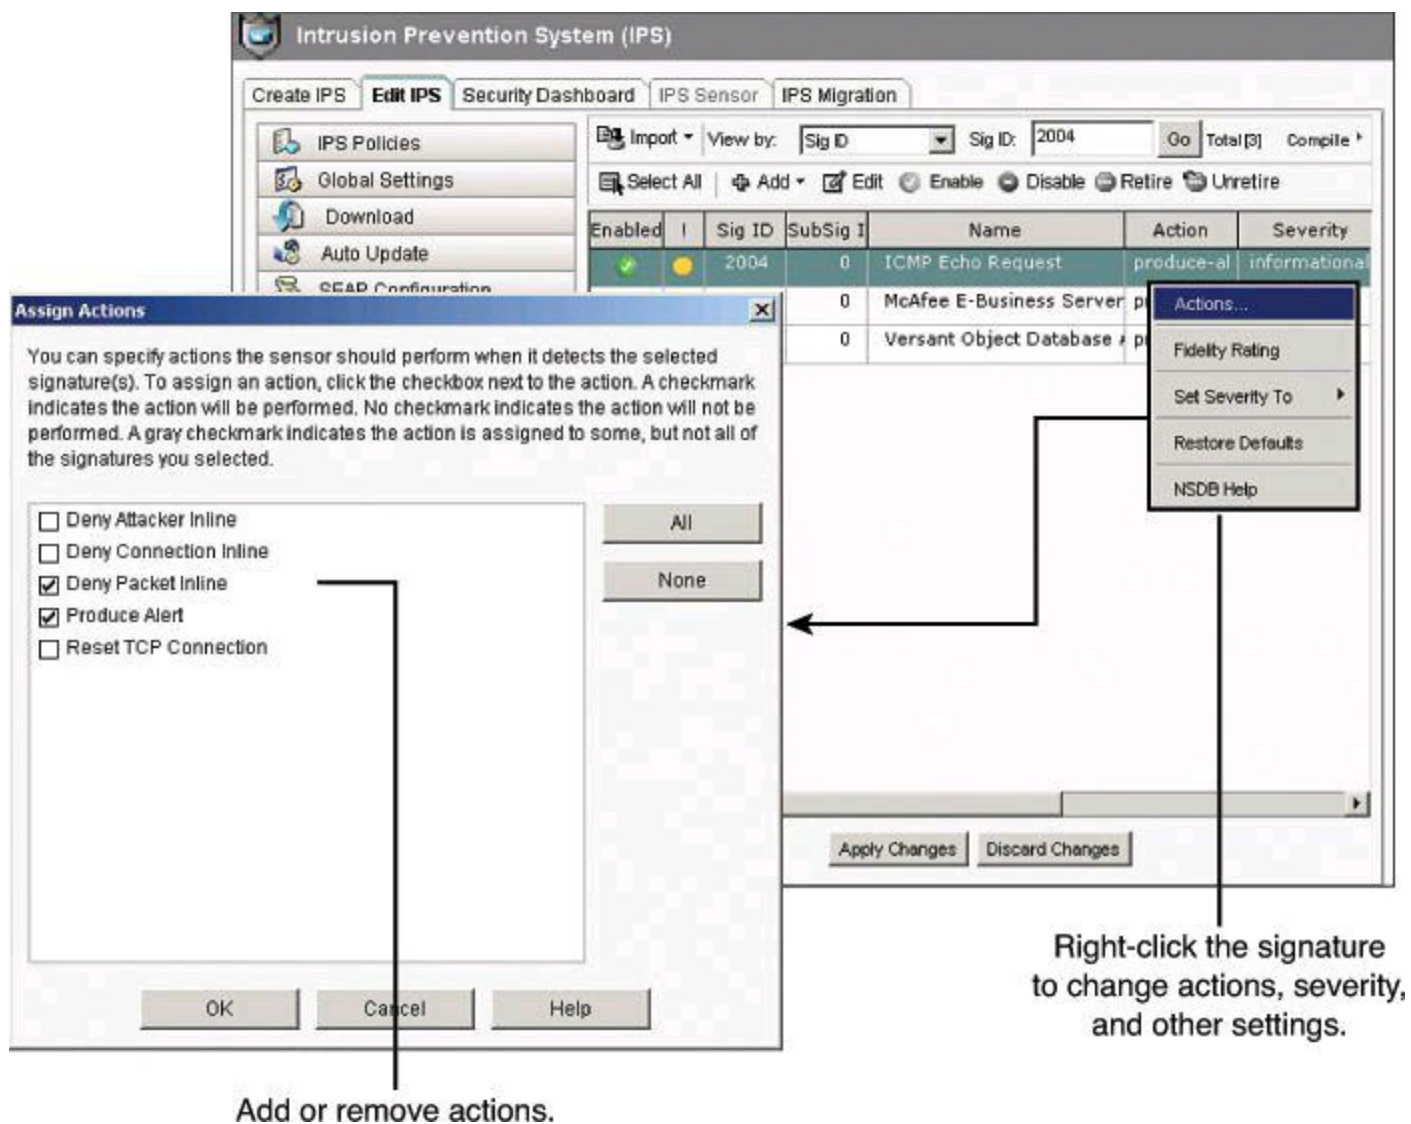 Intrusion Prevention System (IPS)
Create IPS Edit IPS Security Dashboard IPS Sensor IPS Migration
IPS Policies
Global Settings
Download
Auto Update
SEAP Configuration
Import View by: Sig ID Sig ID: 2004 Go Total[3] Compile
Select All Add Edit Enable Disable Retire Unretire
Enabled ! Sig ID SubSig I Name Action Severity
2004 0 ICMP Echo Request produce-al informational
0 McAfee E-Business Server
0 Versant Object Database
Actions...
Fidelity Rating
Set Severity To
Restore Defaults
NSDB Help
Assign Actions
You can specify actions the sensor should perform when it detects the selected
signature(s). To assign an action, click the checkbox next to the action. A checkmark
indicates the action will be performed. No checkmark indicates the action will not be
performed. A gray checkmark indicates the action is assigned to some, but not all of
the signatures you selected.
Deny Attacker Inline
Deny Connection Inline
Deny Packet Inline
Produce Alert
Reset TCP Connection
All
None
OK Cancel Help
Apply Changes Discard Changes
Right-click the signature
to change actions, severity,
and other settings.
Add or remove actions.